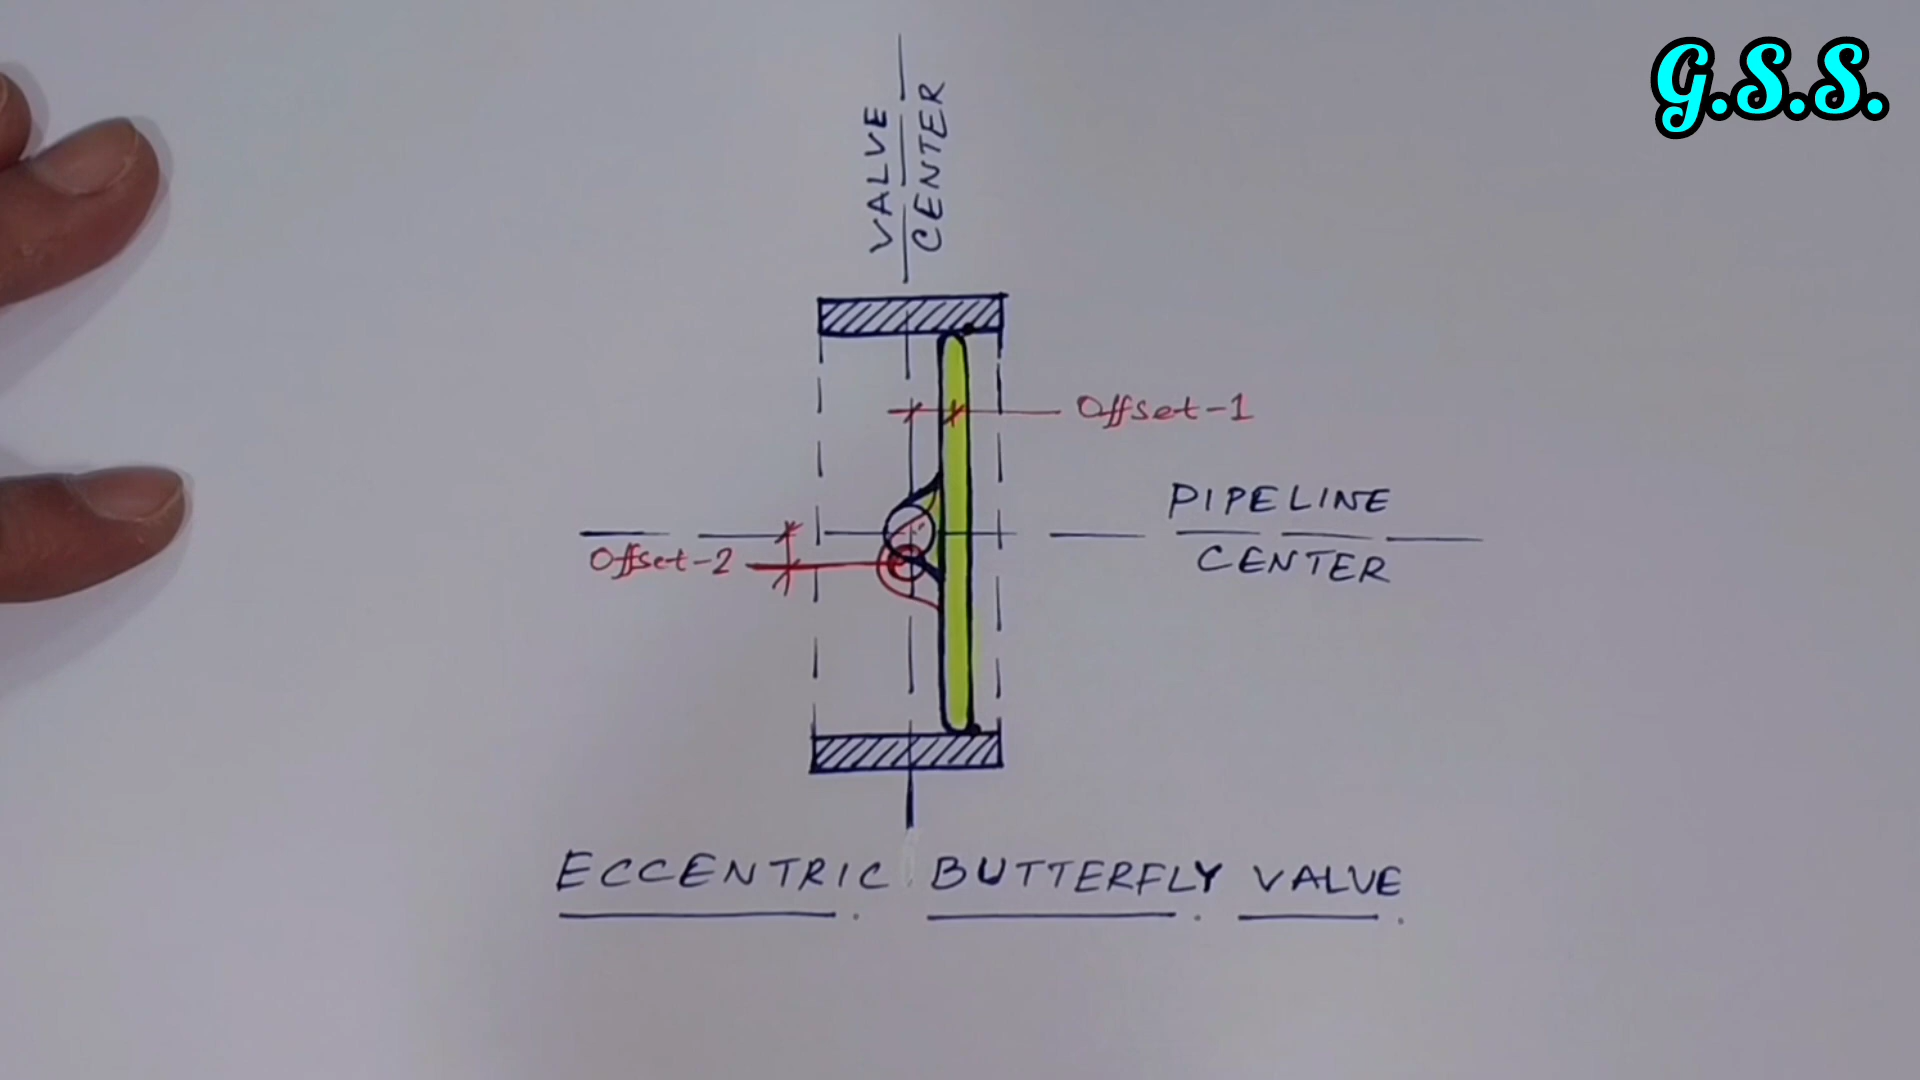 G.S.S.
VALVE
CENTER
Offset-1
PIPELINE
CENTER
Offset-2
ECCENTRIC BUTTERFLY VALVE.